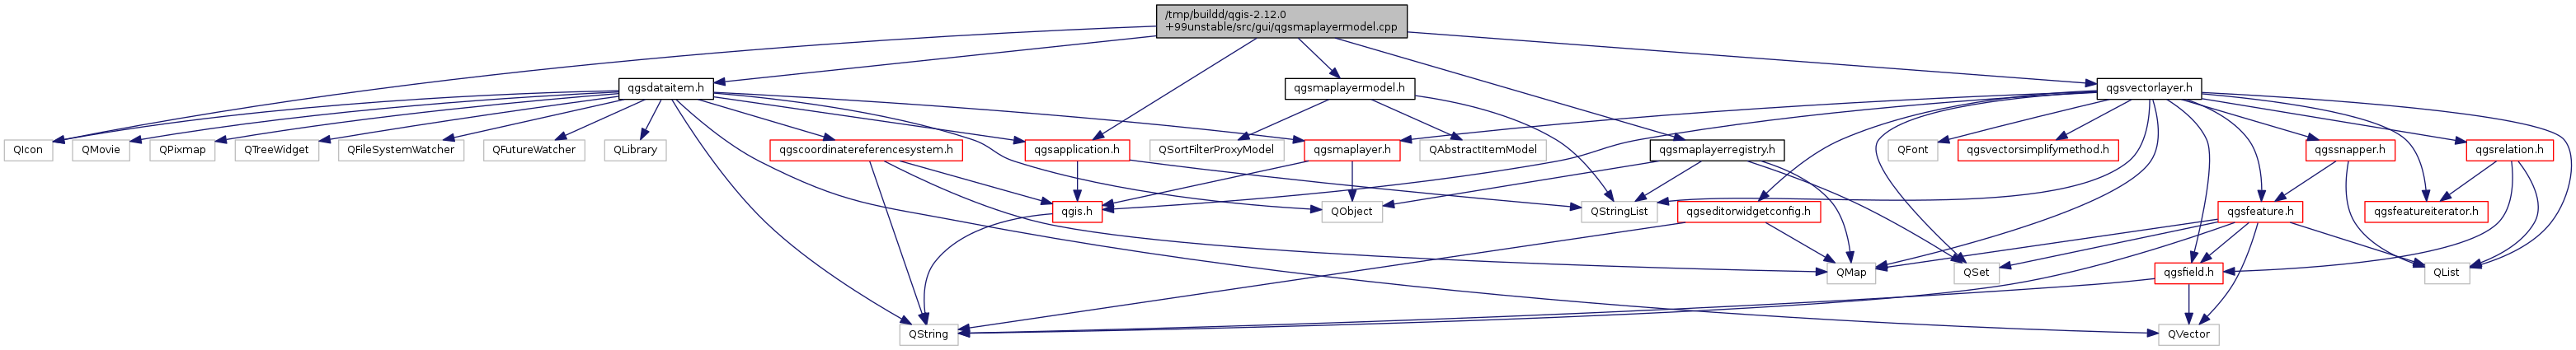 /tmp/buildd/qgis-2.12.0
+99unstable/src/gui/qgsmaplayermodel.cpp
qgsdataitem.h
qgsmaplayermodel.h
qgsvectorlayer.h
QIcon
QMovie
QPixmap
QTreeWidget
QFileSystemWatcher
QFutureWatcher
QLibrary
qgscoordinatereferencesystem.h
qgsapplication.h
QSortFilterProxyModel
qgsmaplayer.h
QAbstractItemModel
qgsmaplayerregistry.h
QFont
qgsvectorsimplifymethod.h
qgssnapper.h
qgsrelation.h
qgis.h
QObject
QStringList
qgseditorwidgetconfig.h
qgsfeature.h
qgsfeatureiterator.h
QMap
QSet
qgsfield.h
QList
QString
QVector